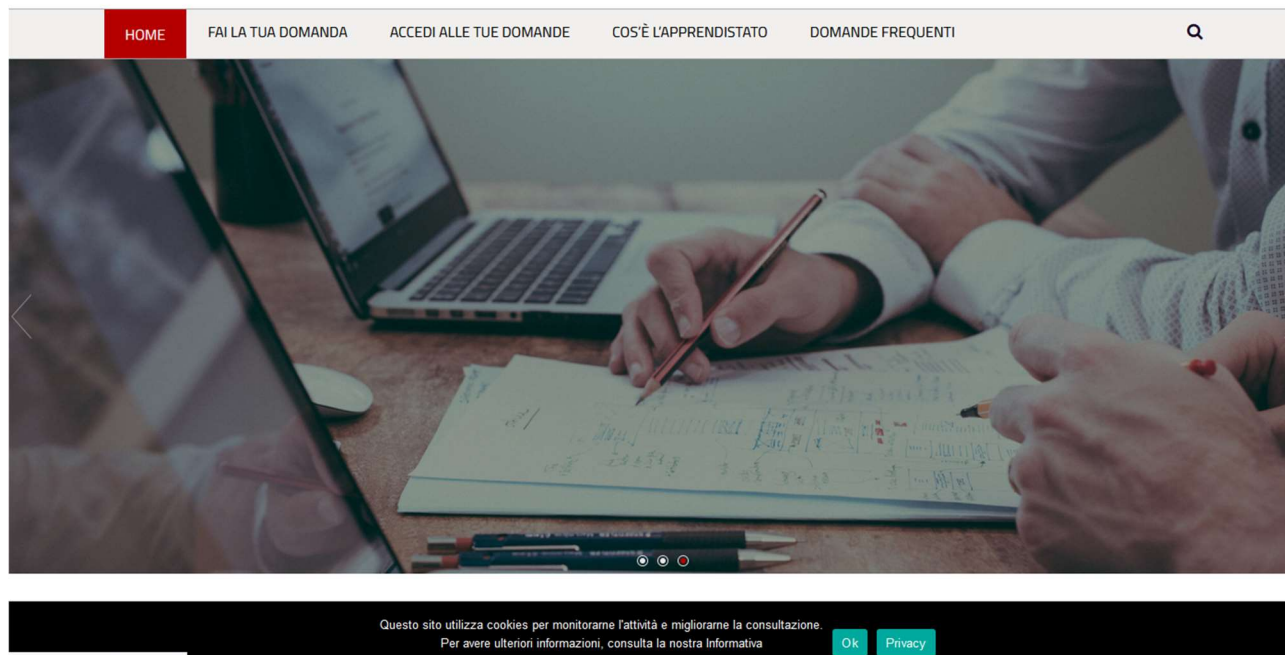 HOME
FAI LA TUA DOMANDA
ACCEDI ALLE TUE DOMANDE
COS'È L'APPRENDISTATO
DOMANDE FREQUENTI
Questo sito utilizza cookies per monitorarne l'attività e migliorarne la consultazione.
Per avere ulteriori informazioni, consulta la nostra Informativa
Ok
Privacy